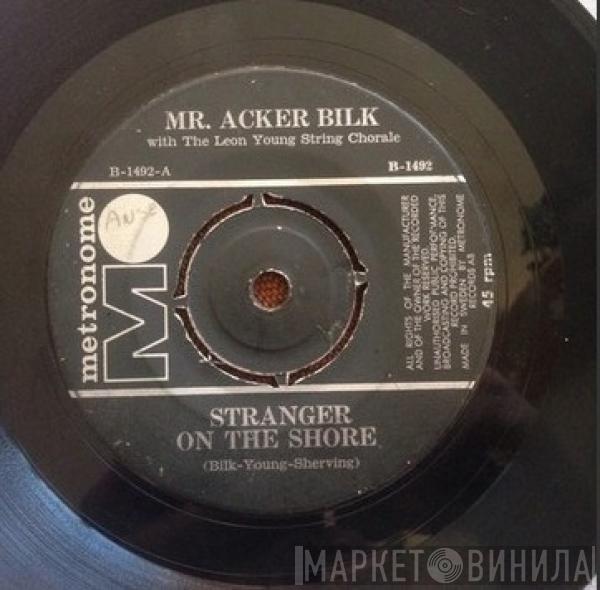 MR. ACKER BILK
with The Leon Young String Chorale
B-1492-A
B-1492
metronome
M
ALL RIGHTS OF THE MANUFACTURER
AND OF THE OWNER OF THE RECORDED
WORK RESERVED.
UNAUTHORISED PUBLIC PERFORMANCE,
BROADCASTING AND COPYING OF THIS
RECORD PROHIBITED.
MADE IN SWEDEN BY METRONOME
RECORDS AB
45 rpm
STRANGER
ON THE SHORE
(Bilk-Young-Sherving)
МАРКЕТ ВИНИЛА